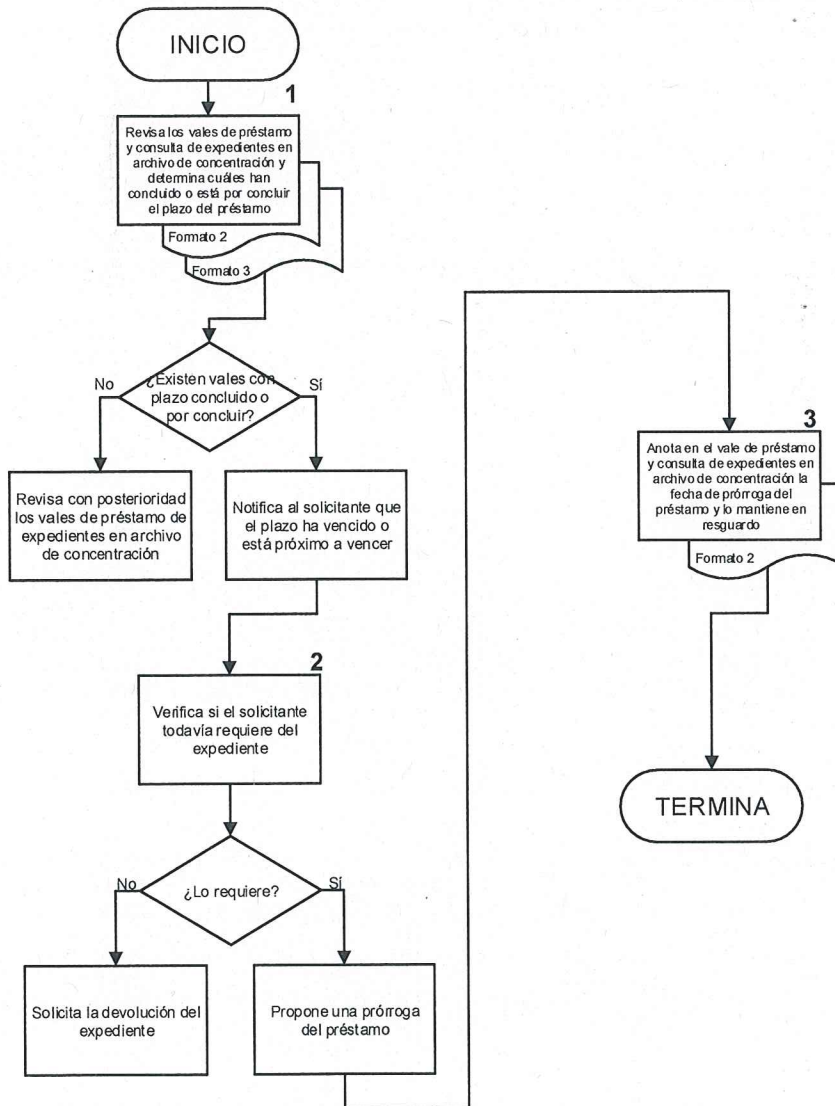 INICIO
1
Revisa los vales de préstamo
y consulta de expedientes en
archivo de concentración y
determina cuáles han
concluido o está por concluir
el plazo del préstamo
Formato 2
Formato 3
¿Existen vales con
plazo concluido o
por concluir?
No
Sí
Revisa con posterioridad
los vales de préstamo de
expedientes en archivo
de concentración
Notifica al solicitante que
el plazo ha vencido o
está próximo a vencer
2
Verifica si el solicitante
todavía requiere del
expediente
¿Lo requiere?
No
Sí
Solicita la devolución del
expediente
Propone una prórroga
del préstamo
3
Anota en el vale de préstamo
y consulta de expedientes en
archivo de concentración la
fecha de prórroga del
préstamo y lo mantiene en
resguardo
Formato 2
TERMINA